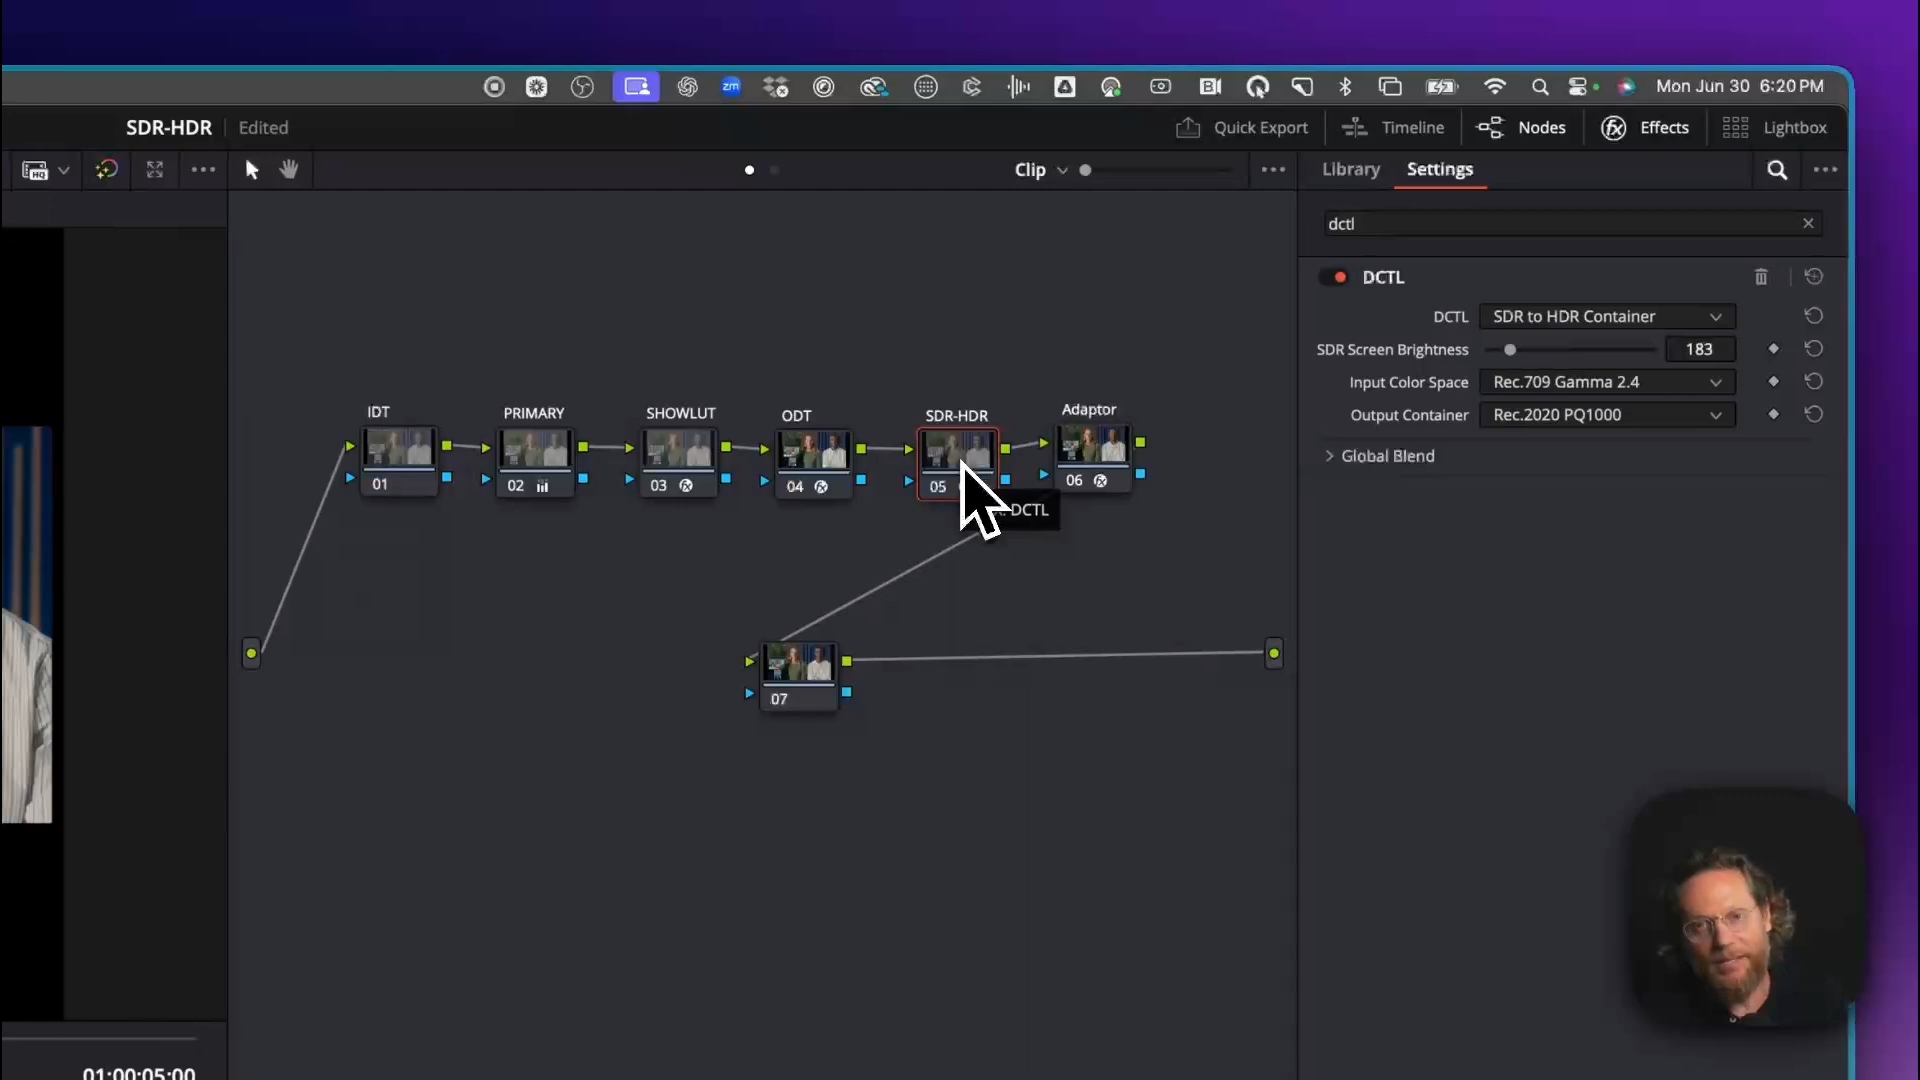 Mon Jun 30 6:20 PM
SDR-HDR Edited
Quick Export Timeline Nodes Effects Lightbox
Clip
Library Settings
dctl
DCTL
DCTL SDR to HDR Container
SDR Screen Brightness 183
Input Color Space Rec.709 Gamma 2.4
Output Container Rec.2020 PQ1000
Global Blend
IDT PRIMARY SHOWLUT ODT SDR-HDR Adaptor
01 02 03 04 05 06
DCTL
07
01:00:05:00
zm
HQ